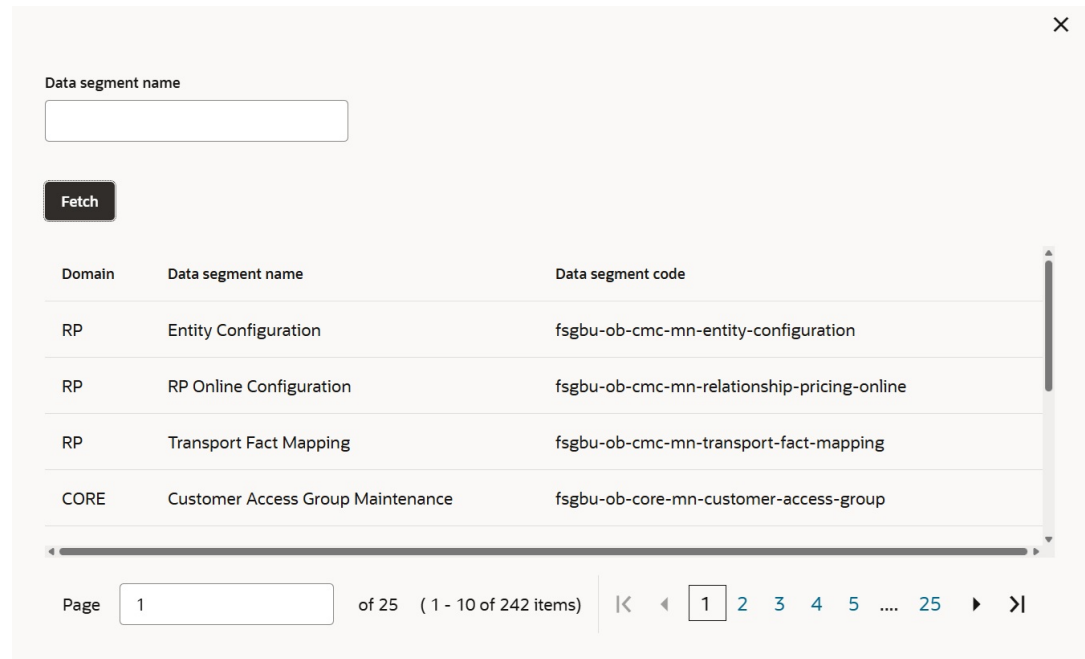 Data segment name
Fetch
Domain Data segment name Data segment code
RP Entity Configuration fsgbu-ob-cmc-mn-entity-configuration
RP RP Online Configuration fsgbu-ob-cmc-mn-relationship-pricing-online
RP Transport Fact Mapping fsgbu-ob-cmc-mn-transport-fact-mapping
CORE Customer Access Group Maintenance fsgbu-ob-core-mn-customer-access-group
Page 1 of 25 ( 1 - 10 of 242 items) 1 2 3 4 5 .... 25